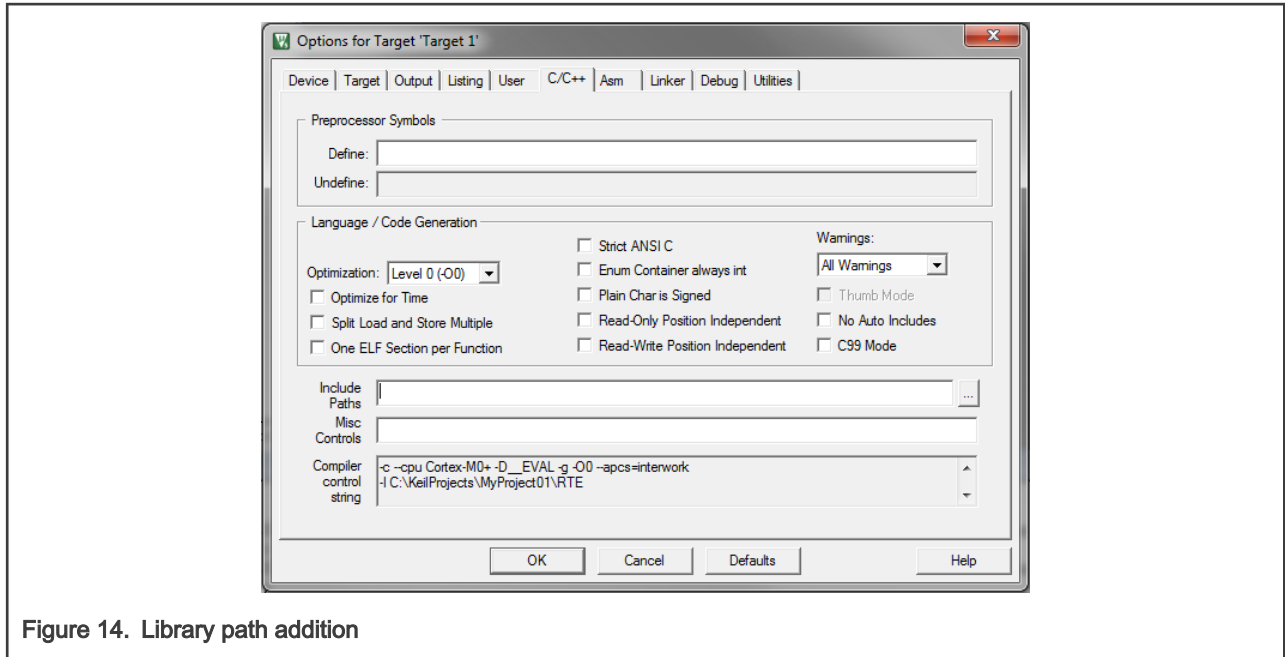 Options for Target 'Target 1'
Device Target Output Listing User C/C++ Asm Linker Debug Utilities
Preprocessor Symbols
Define:
Undefine:
Language / Code Generation
Strict ANSI C
Warnings:
Optimization: Level 0 (-O0)
Enum Container always int
All Warnings
Optimize for Time
Plain Char is Signed
Thumb Mode
Split Load and Store Multiple
Read-Only Position Independent
No Auto Includes
One ELF Section per Function
Read-Write Position Independent
C99 Mode
Include
Paths
...
Misc
Controls
Compiler
control
string
-c --cpu Cortex-M0+ -D__EVAL -g -O0 --apcs=interwork
-I C:\KeilProjects\MyProject01\RTE
OK Cancel Defaults Help
Figure 14. Library path addition